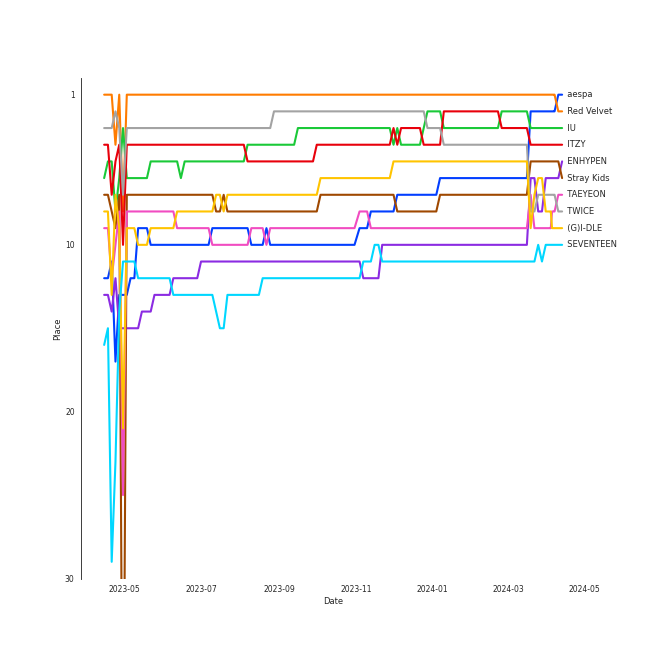 1
10
20
30
Place
2023-05
2023-07
2023-09
2023-11
2024-01
2024-03
2024-05
Date
aespa
Red Velvet
IU
ITZY
ENHYPEN
Stray Kids
TAEYEON
TWICE
(G)I-DLE
SEVENTEEN